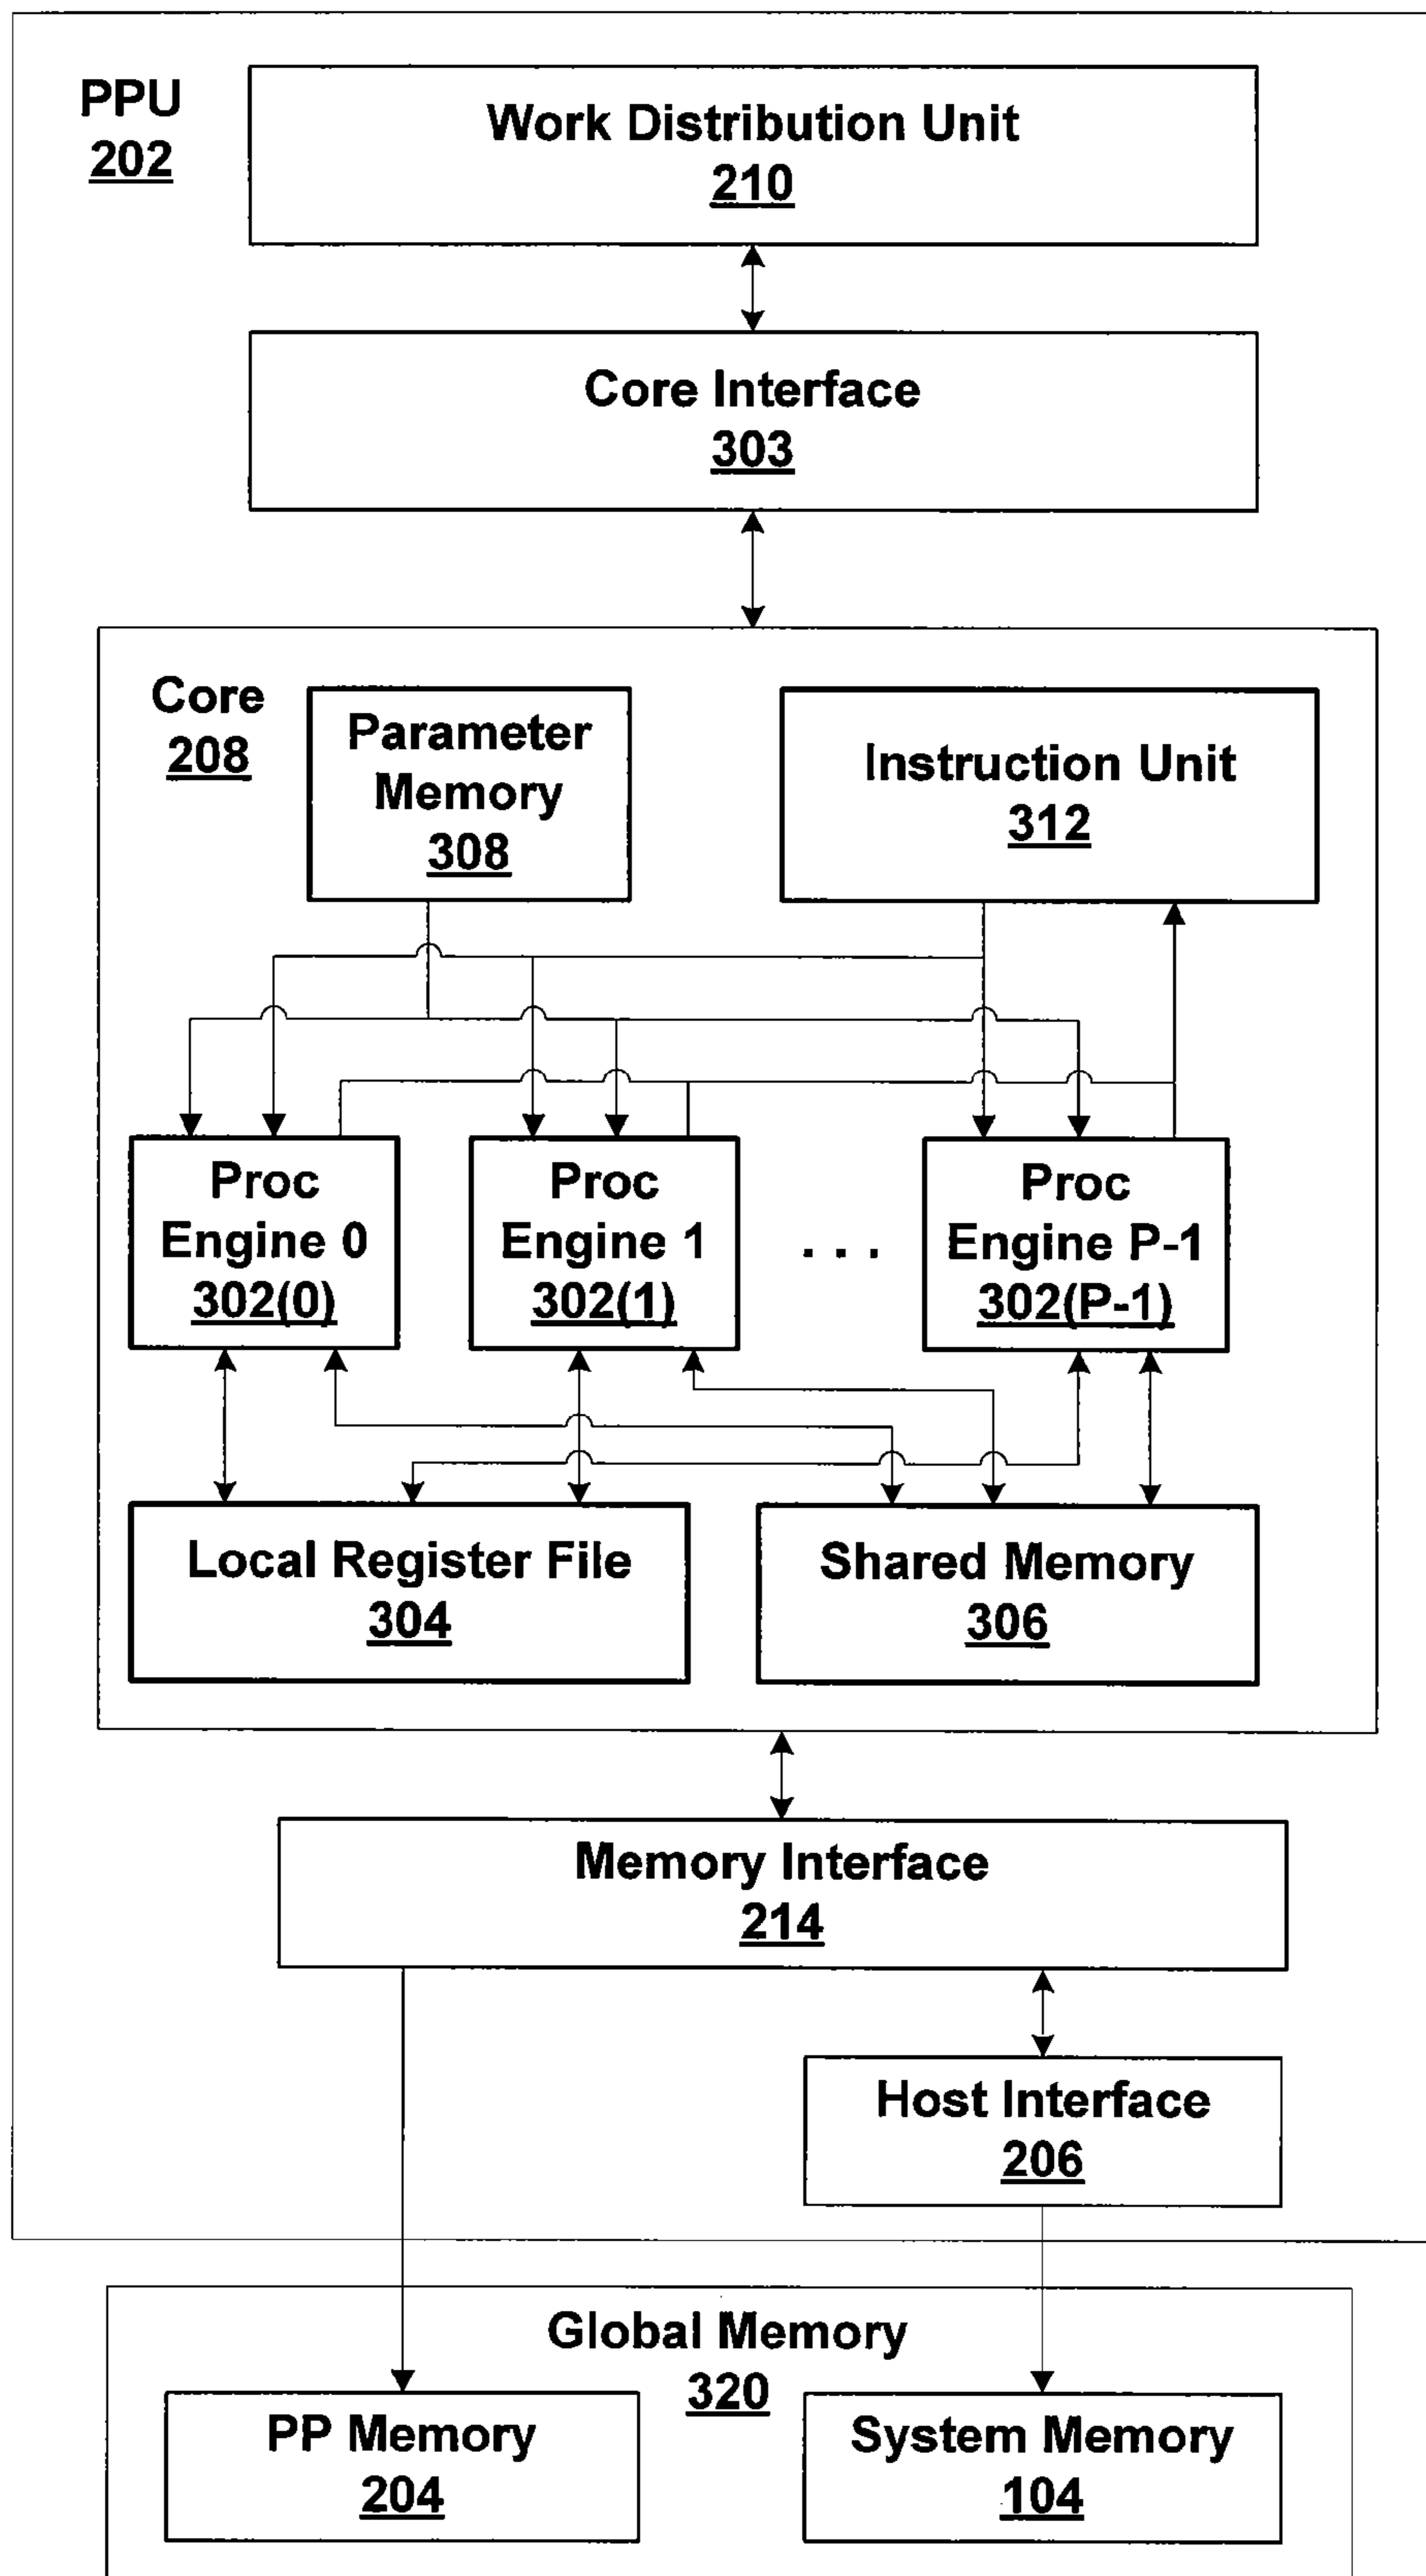 PPU
202
Work Distribution Unit
210
Core Interface
303
Core
208
Parameter
Memory
308
Instruction Unit
312
Proc
Engine 0
302(0)
Proc
Engine 1
302(1)
. . .
Proc
Engine P-1
302(P-1)
Local Register File
304
Shared Memory
306
Memory Interface
214
Host Interface
206
Global Memory
320
PP Memory
204
System Memory
104